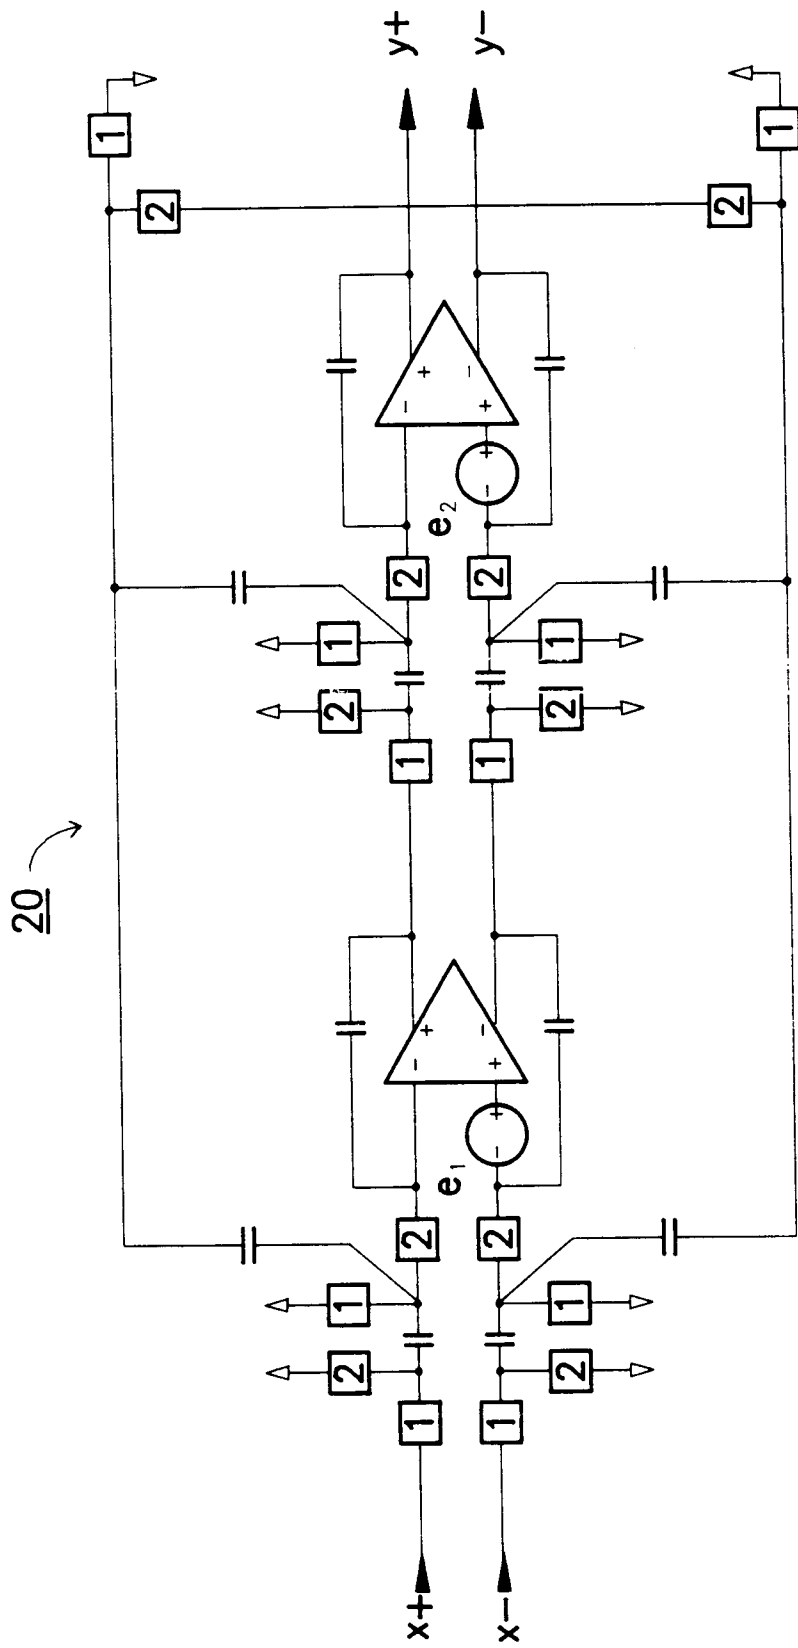 20
1
2
2 1 2 1
x+ 1 2 − + 1 2 − + y+
e₁ e₂
x− 1 2 − + + − 1 2 − + + − y−
2 1 2 1
2
1